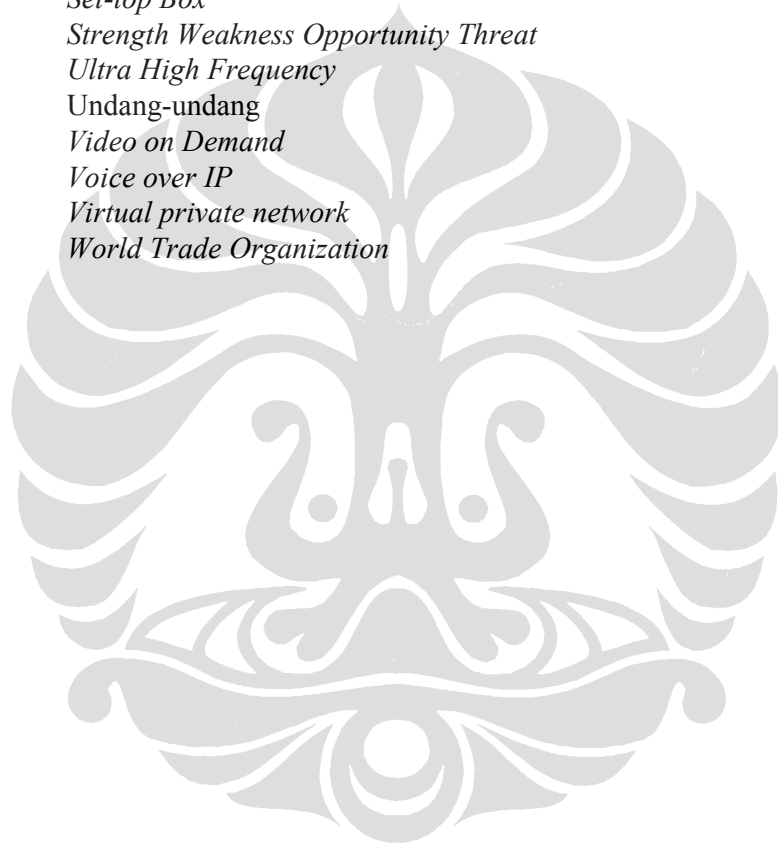 Set-top Box
Strength Weakness Opportunity Threat
Ultra High Frequency
Undang-undang
Video on Demand
Voice over IP
Virtual private network
World Trade Organization